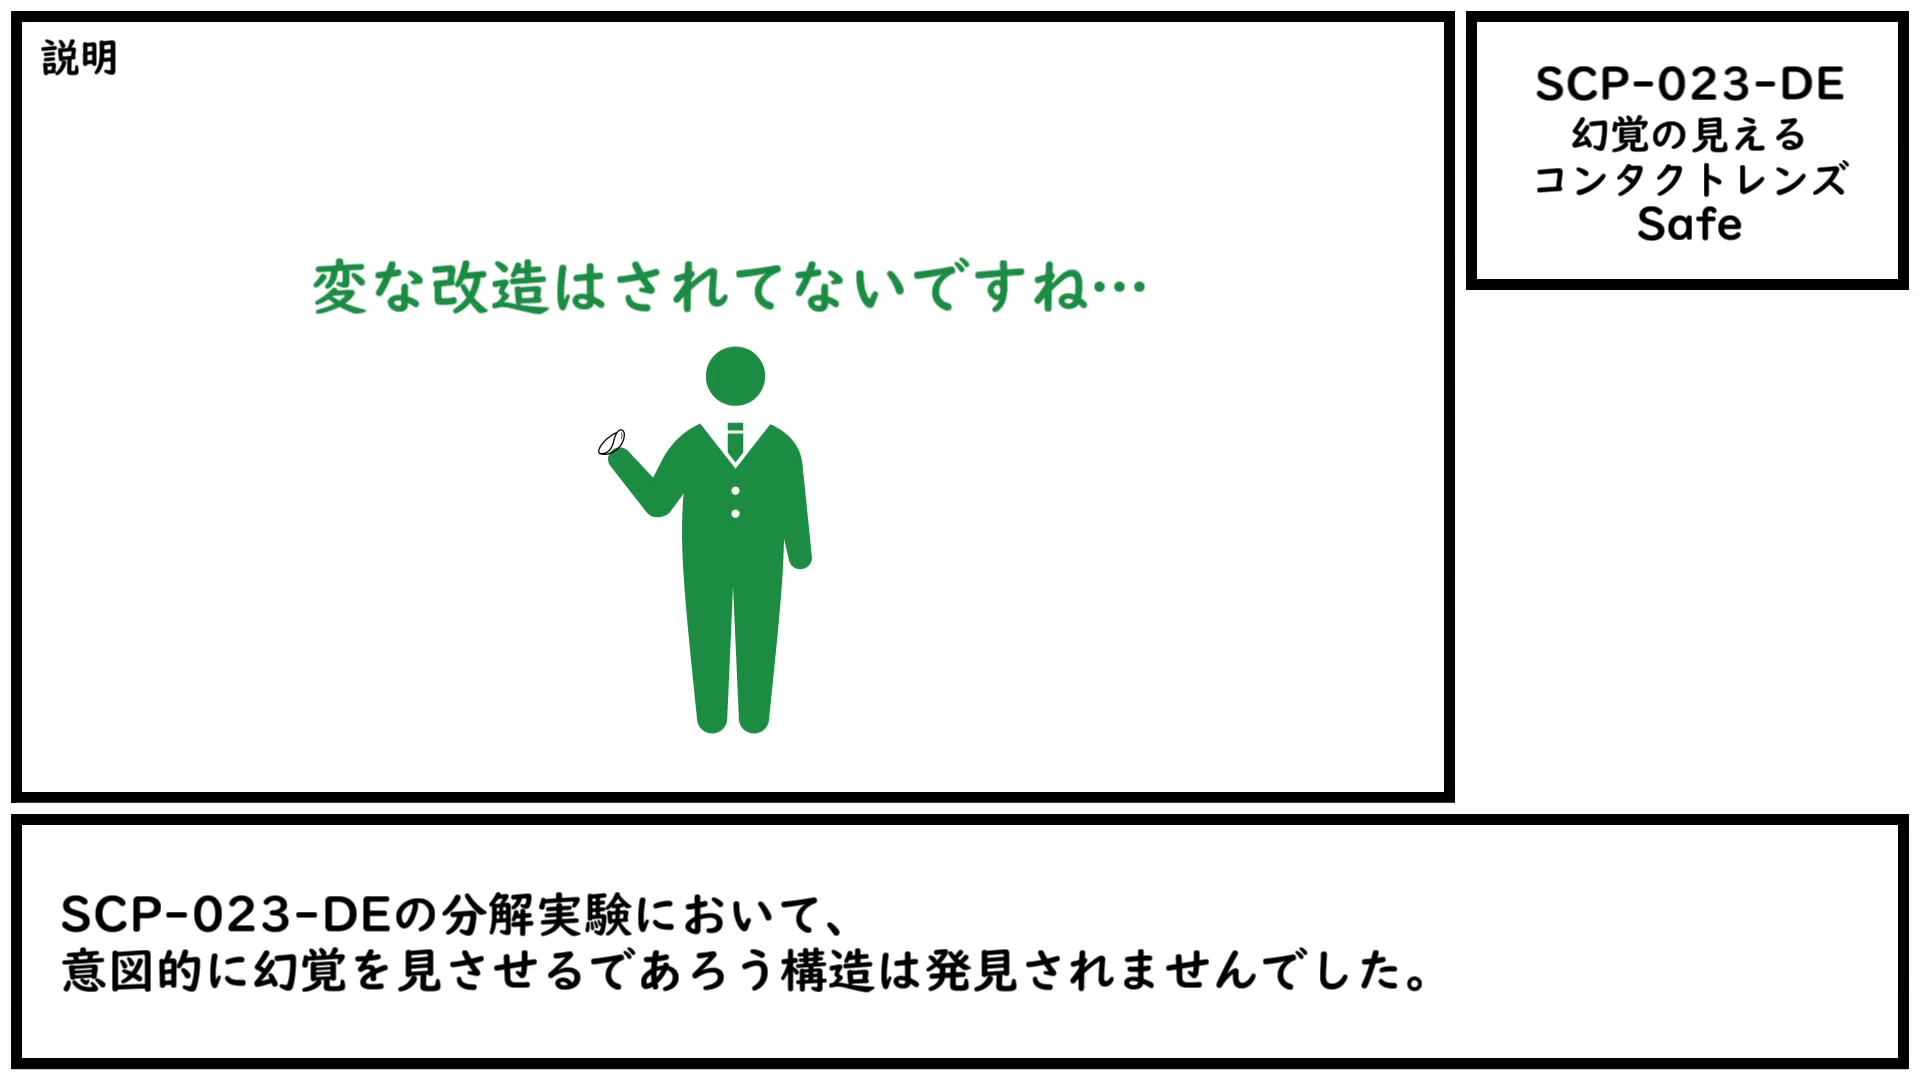 説明
SCP-023-DE
幻覚の見える
コンタクトレンズ
Safe
変な改造はされてないですね…
SCP-023-DEの分解実験において、
意図的に幻覚を見させるであろう構造は発見されませんでした。